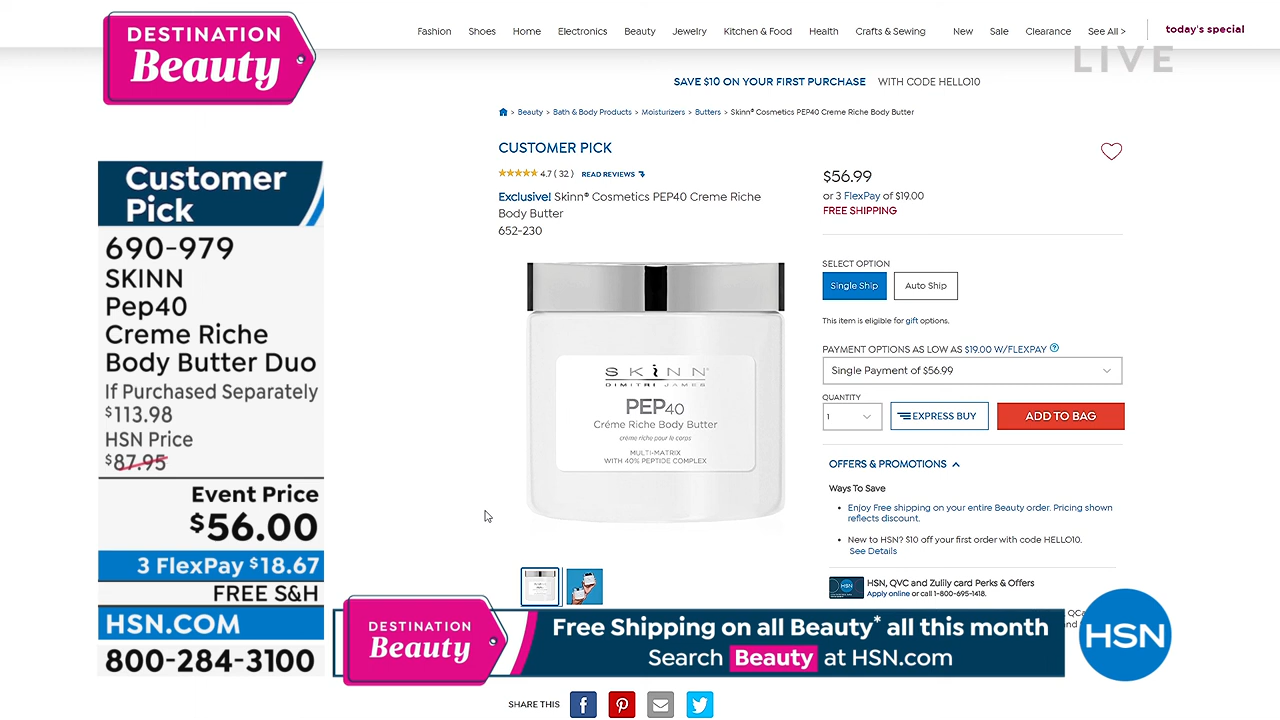 DESTINATION
Beauty
Fashion Shoes Home Electronics Beauty Jewelry Kitchen & Food Health Crafts & Sewing New Sale Clearance See All > today's special
LIVE
SAVE $10 ON YOUR FIRST PURCHASE WITH CODE HELLO10
> Beauty > Bath & Body Products > Moisturizers > Butters > Skinn® Cosmetics PEP40 Creme Riche Body Butter
CUSTOMER PICK
4.7 ( 32 ) READ REVIEWS
Exclusive! Skinn® Cosmetics PEP40 Creme Riche
Body Butter
652-230
$56.99
or 3 FlexPay of $19.00
FREE SHIPPING
SELECT OPTION
Single Ship Auto Ship
This item is eligible for gift options.
PAYMENT OPTIONS AS LOW AS $19.00 W/FLEXPAY ?
Single Payment of $56.99
QUANTITY
1 EXPRESS BUY ADD TO BAG
OFFERS & PROMOTIONS
Ways To Save
• Enjoy Free shipping on your entire Beauty order. Pricing shown
reflects discount.
• New to HSN? $10 off your first order with code HELLO10.
See Details
HSN, QVC and Zulily card Perks & Offers
Apply online or call 1-800-695-1418.
SKINN®
DIMITRI JAMES
PEP40
Créme Riche Body Butter
creme riche pour le corps
MULTI-MATRIX
WITH 40% PEPTIDE COMPLEX
Customer
Pick
690-979
SKINN
Pep40
Creme Riche
Body Butter Duo
If Purchased Separately
$113.98
HSN Price
$87.95
Event Price
$56.00
3 FlexPay $18.67
FREE S&H
HSN.COM
800-284-3100
DESTINATION
Beauty
Free Shipping on all Beauty* all this month
Search Beauty at HSN.com
HSN
SHARE THIS